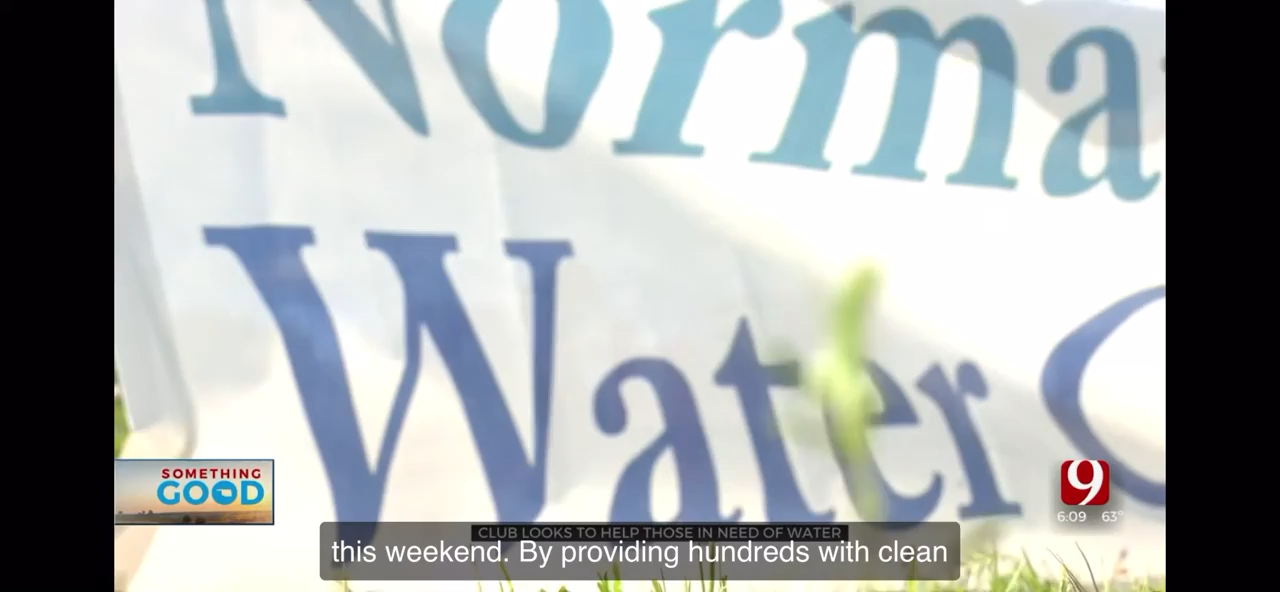 Norma
Water C
SOMETHING
GOOD
9
6:09 63°
CLUB LOOKS TO HELP THOSE IN NEED OF WATER
this weekend. By providing hundreds with clean